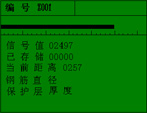 编 号 X001
信 号 值 02497
已 存 储 00000
当 前 距 离 0257
钢 筋 直 径
保 护 层 厚 度